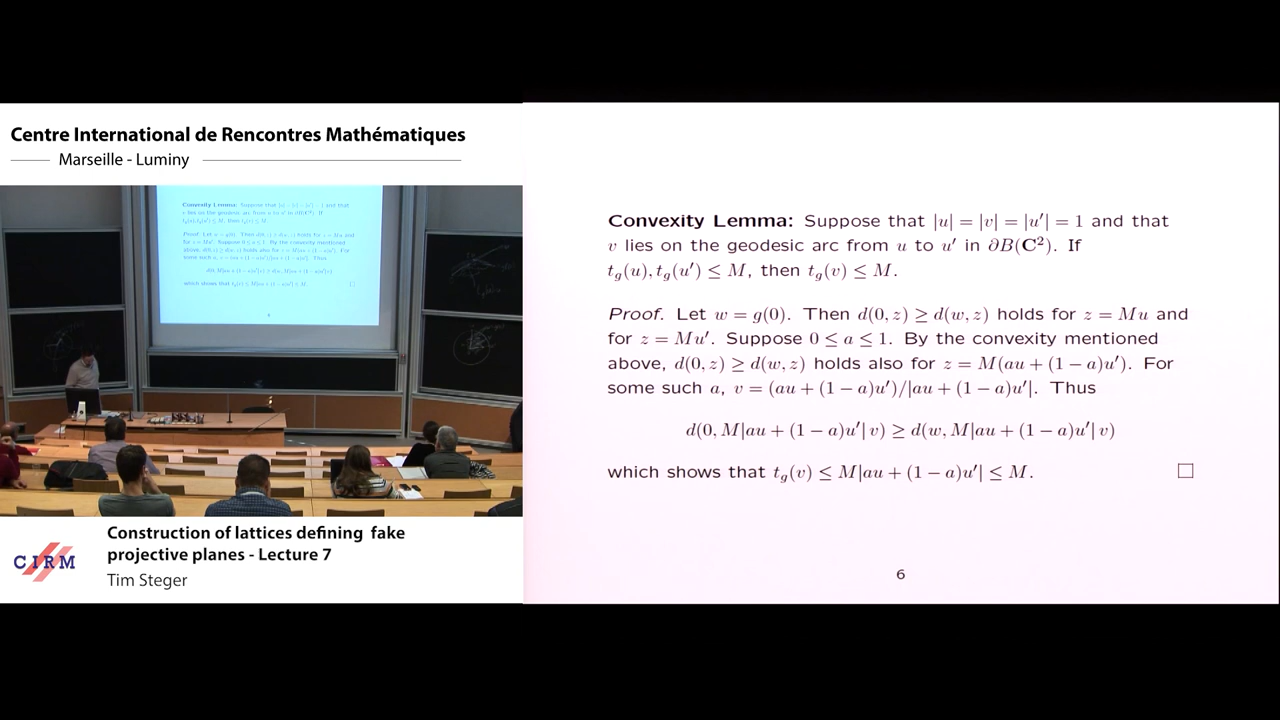 Centre International de Rencontres Mathématiques
Marseille - Luminy
Convexity Lemma: Suppose that |u| = |v| = |u′| = 1 and that
v lies on the geodesic arc from u to u′ in ∂B(C²). If
t_g(u), t_g(u′) ≤ M, then t_g(v) ≤ M.
Proof. Let w = g(0). Then d(0, z) ≥ d(w, z) holds for z = Mu and
for z = Mu′. Suppose 0 ≤ a ≤ 1. By the convexity mentioned
above, d(0, z) ≥ d(w, z) holds also for z = M(au + (1 − a)u′). For
some such a, v = (au + (1 − a)u′)/|au + (1 − a)u′|. Thus
d(0, M|au + (1 − a)u′| v) ≥ d(w, M|au + (1 − a)u′| v)
which shows that t_g(v) ≤ M|au + (1 − a)u′| ≤ M. □
6
CIRM
Construction of lattices defining fake
projective planes - Lecture 7
Tim Steger